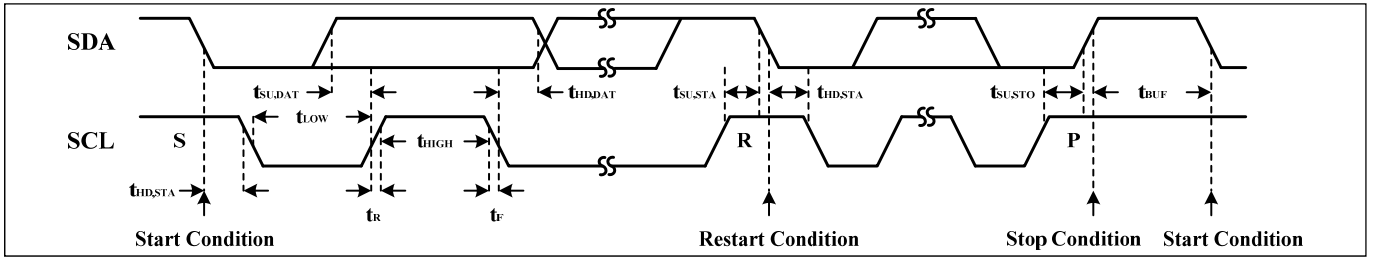 SDA
tSU,DAT
tHD,DAT
tSU,STA
tHD,STA
tSU,STO
tBUF
tLOW
SCL
S
tHIGH
R
P
tHD,STA
tR
tF
Start Condition
Restart Condition
Stop Condition
Start Condition